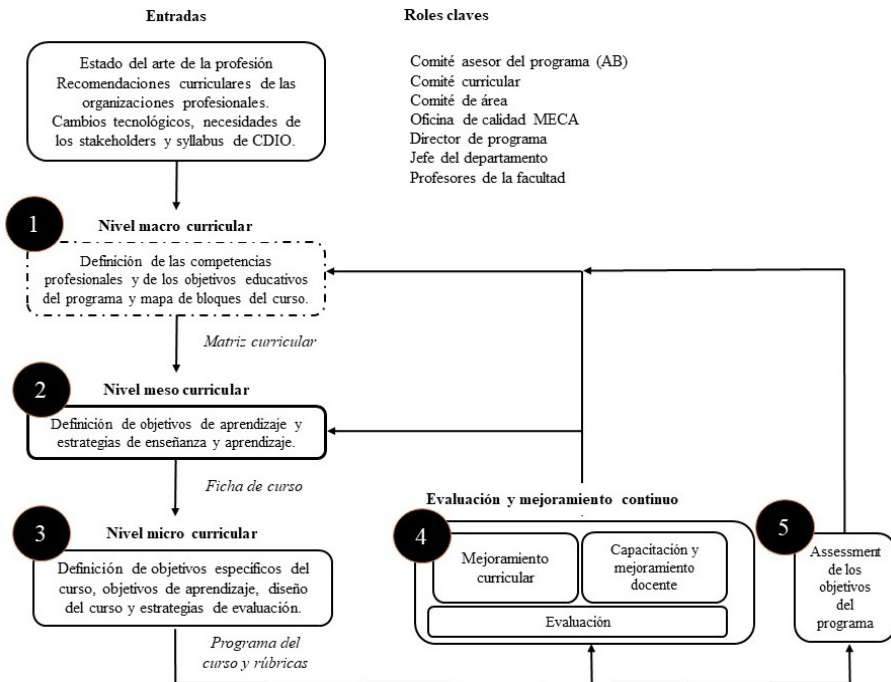 Entradas
Estado del arte de la profesión
Recomendaciones curriculares de las
organizaciones profesionales.
Cambios tecnológicos, necesidades de
los stakeholders y syllabus de CDIO.
Roles claves
Comité asesor del programa (AB)
Comité curricular
Comité de área
Oficina de calidad MECA
Director de programa
Jefe del departamento
Profesores de la facultad
1
Nivel macro curricular
Definición de las competencias
profesionales y de los objetivos educativos
del programa y mapa de bloques del curso.
Matriz curricular
2
Nivel meso curricular
Definición de objetivos de aprendizaje y
estrategias de enseñanza y aprendizaje.
Ficha de curso
3
Nivel micro curricular
Definición de objetivos específicos del
curso, objetivos de aprendizaje, diseño
del curso y estrategias de evaluación.
Programa del
curso y rúbricas
Evaluación y mejoramiento continuo
4
Mejoramiento
curricular
Capacitación y
mejoramiento
docente
Evaluación
5
Assessment
de los
objetivos
del
programa